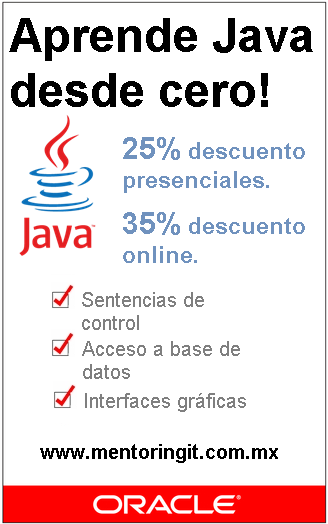 Aprende Java
desde cero!
25% descuento
presenciales.
35% descuento
online.
Java™
Sentencias de
control
Acceso a base de
datos
Interfaces gráficas
www.mentoringit.com.mx
ORACLE®